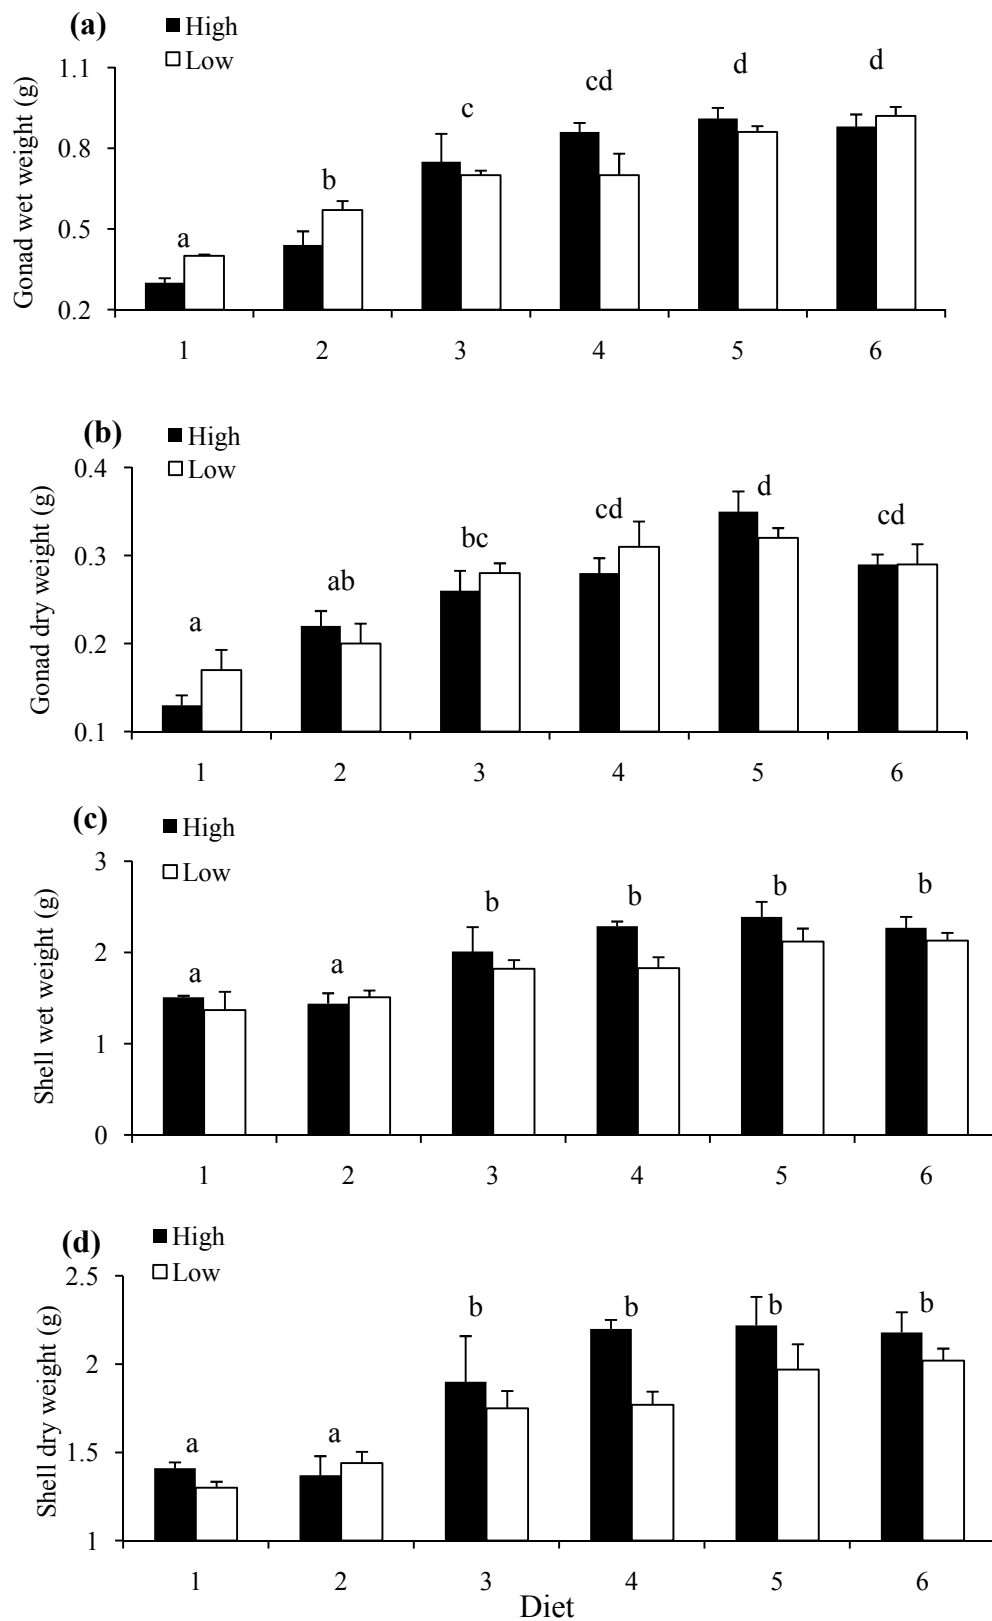 (a)
High
Low
Gonad wet weight (g)
1.1
0.8
0.5
0.2
a
b
c
cd
d
d
1 2 3 4 5 6
(b)
High
Low
Gonad dry weight (g)
0.4
0.3
0.2
0.1
a
ab
bc
cd
d
cd
1 2 3 4 5 6
(c)
High
Low
Shell wet weight (g)
3
2
1
0
a
a
b
b
b
b
1 2 3 4 5 6
(d)
High
Low
Shell dry weight (g)
2.5
2
1.5
1
a
a
b
b
b
b
1 2 3 4 5 6
Diet